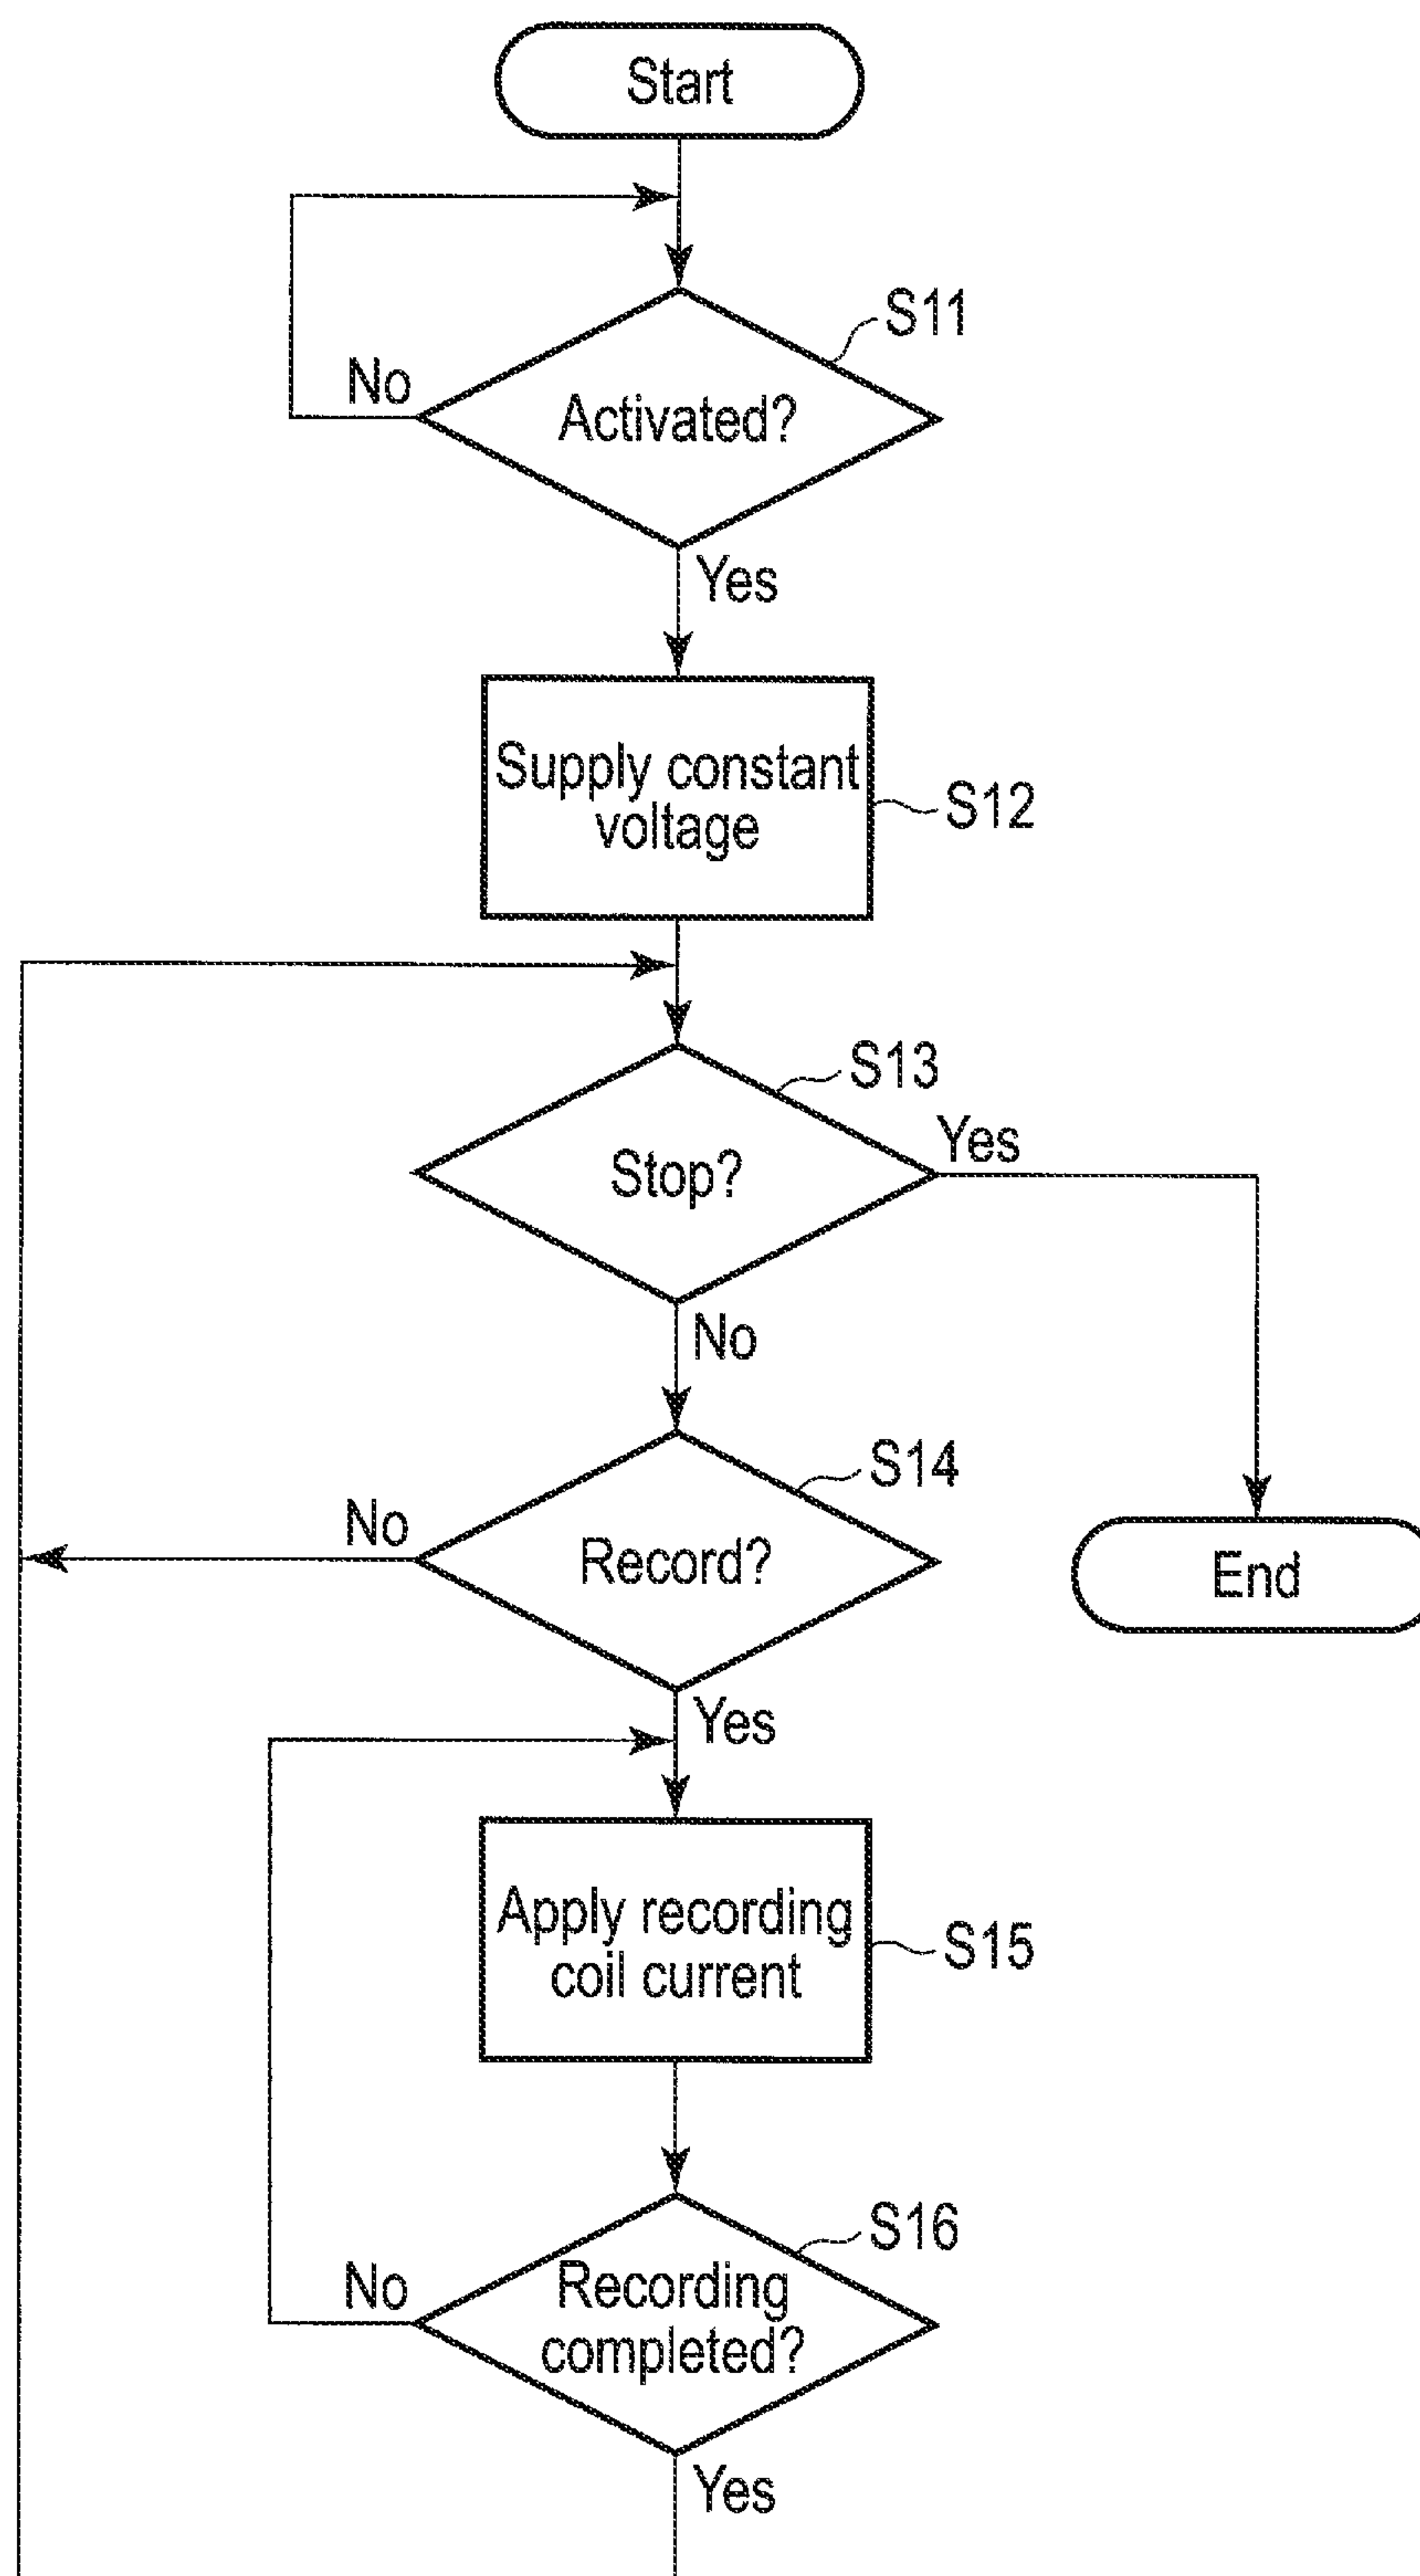 Start
S11
No
Activated?
Yes
Supply constant
voltage
S12
S13
Yes
Stop?
No
S14
No
Record?
End
Yes
Apply recording
coil current
S15
S16
No
Recording
completed?
Yes